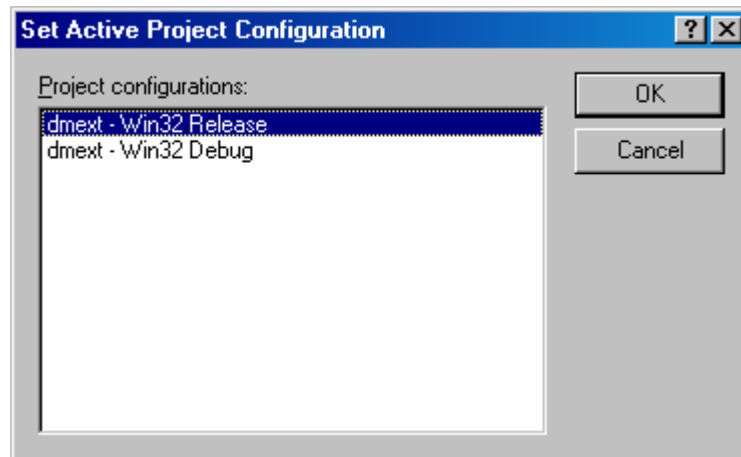 Set Active Project Configuration
Project configurations:
OK
dmext - Win32 Release
dmext - Win32 Debug
Cancel